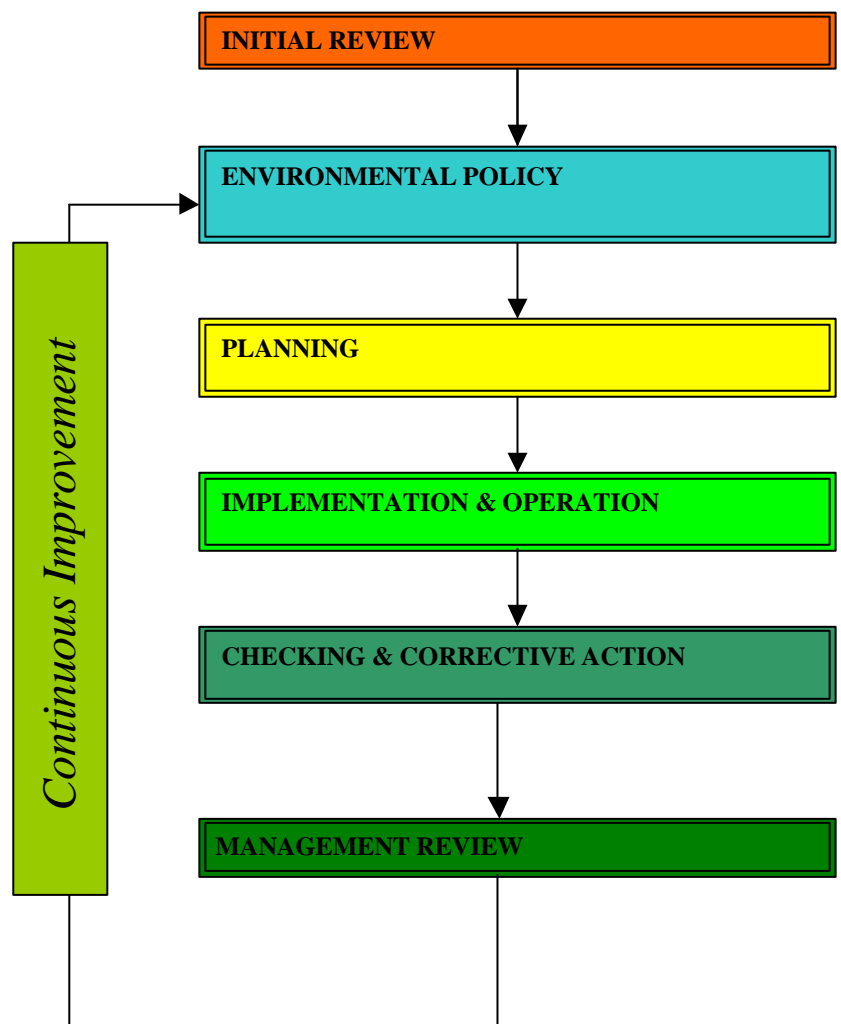 INITIAL REVIEW
ENVIRONMENTAL POLICY
PLANNING
IMPLEMENTATION & OPERATION
CHECKING & CORRECTIVE ACTION
MANAGEMENT REVIEW
Continuous Improvement